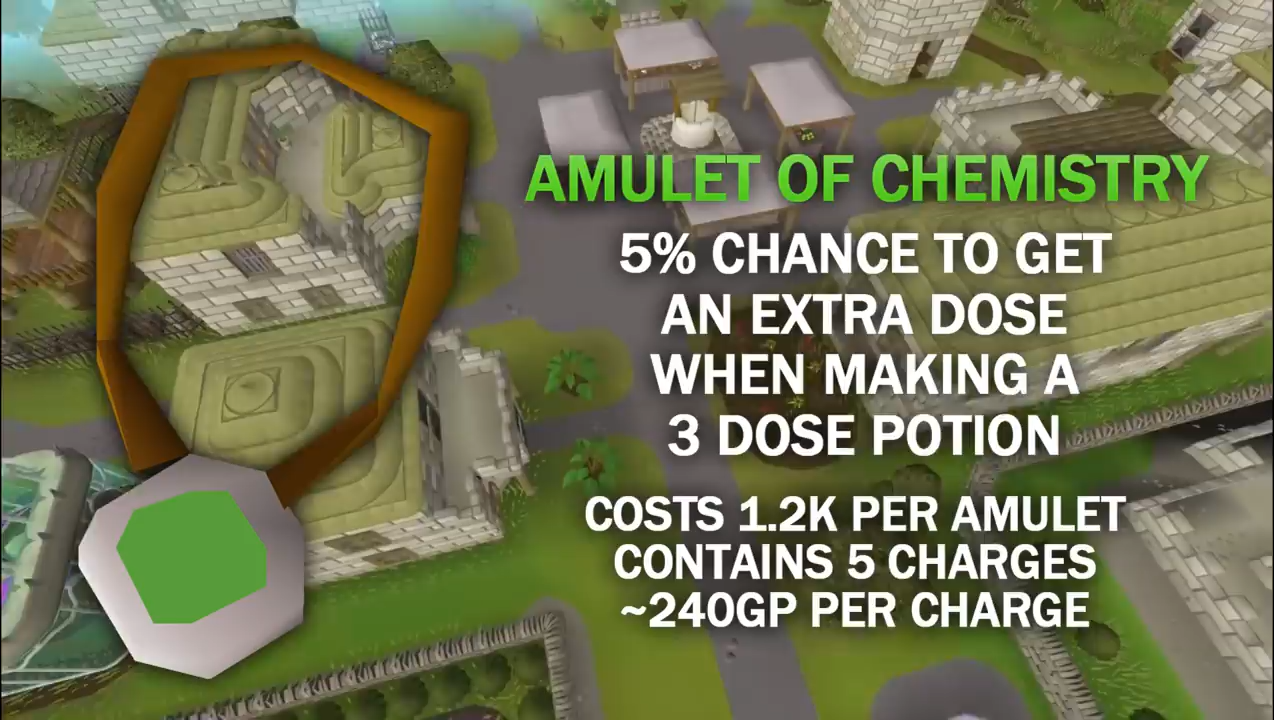 AMULET OF CHEMISTRY
5% CHANCE TO GET
AN EXTRA DOSE
WHEN MAKING A
3 DOSE POTION
COSTS 1.2K PER AMULET
CONTAINS 5 CHARGES
~240GP PER CHARGE